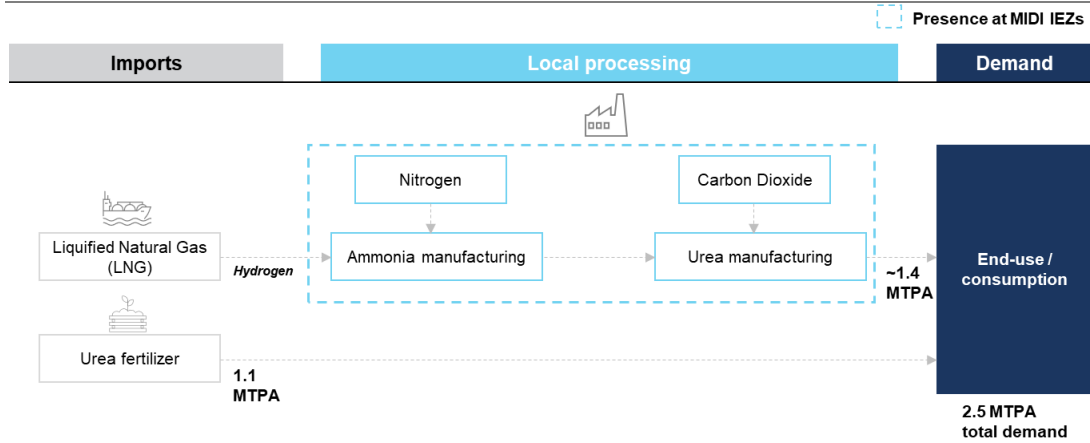 Presence at MIDI IEZs
Imports
Local processing
Demand
Nitrogen
Carbon Dioxide
Liquified Natural Gas
(LNG)
Hydrogen
Ammonia manufacturing
Urea manufacturing
~1.4
MTPA
End-use /
consumption
Urea fertilizer
1.1
MTPA
2.5 MTPA
total demand